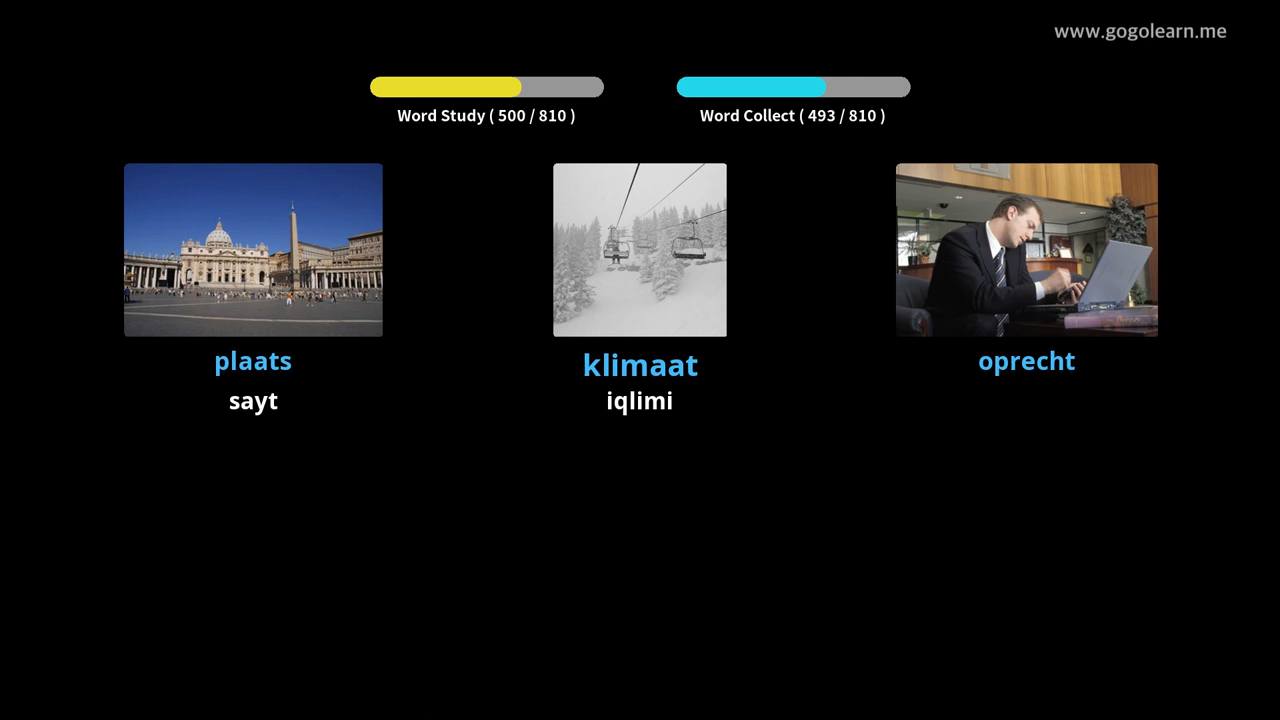 www.gogolearn.me
Word Study ( 500 / 810 )
Word Collect ( 493 / 810 )
plaats
sayt
klimaat
iqlimi
oprecht